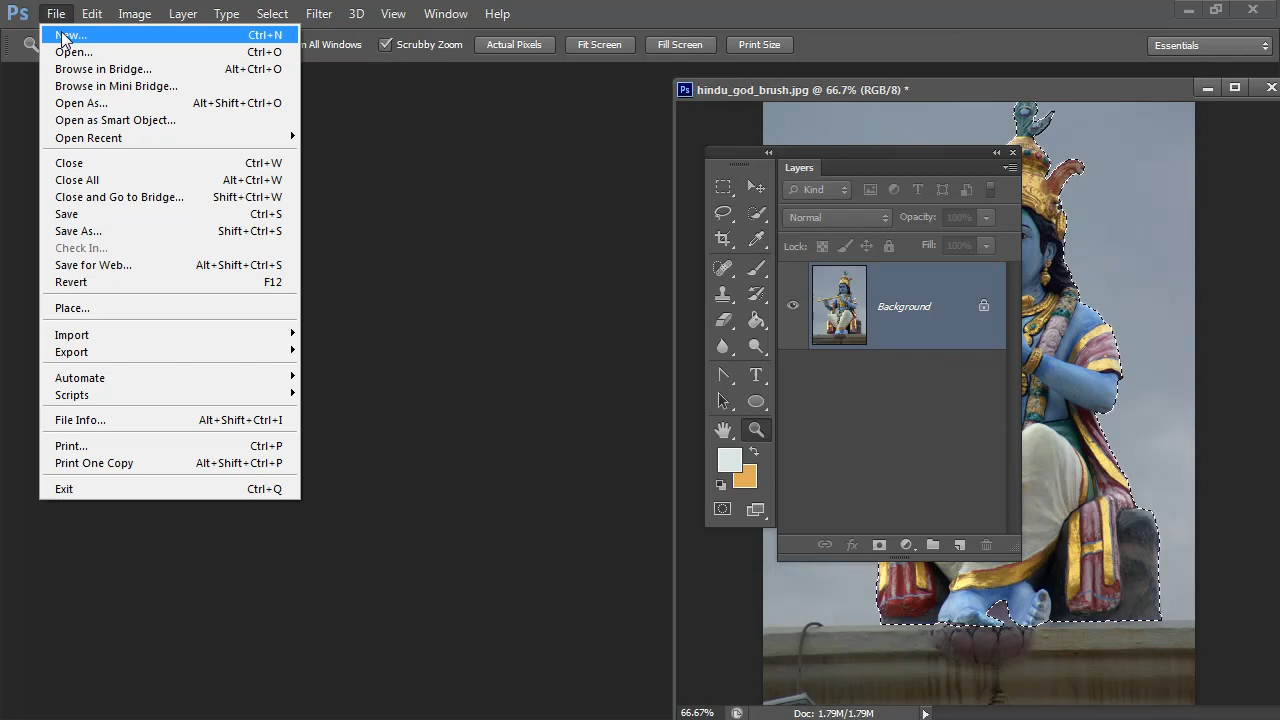 Ps File Edit Image Layer Type Select Filter 3D View Window Help
All Windows Scrubby Zoom Actual Pixels Fit Screen Fill Screen Print Size Essentials
Ctrl+N
Open... Ctrl+O
Browse in Bridge... Alt+Ctrl+O
Browse in Mini Bridge...
Open As... Alt+Shift+Ctrl+O
Open as Smart Object...
Open Recent
Close Ctrl+W
Close All Alt+Ctrl+W
Close and Go to Bridge... Shift+Ctrl+W
Save Ctrl+S
Save As... Shift+Ctrl+S
Check In...
Save for Web... Alt+Shift+Ctrl+S
Revert F12
Place...
Import
Export
Automate
Scripts
File Info... Alt+Shift+Ctrl+I
Print... Ctrl+P
Print One Copy Alt+Shift+Ctrl+P
Exit Ctrl+Q
Ps hindu_god_brush.jpg @ 66.7% (RGB/8) *
Layers
Kind
Normal Opacity: 100%
Lock: Fill: 100%
Background
66.67% Doc: 1.79M/1.79M